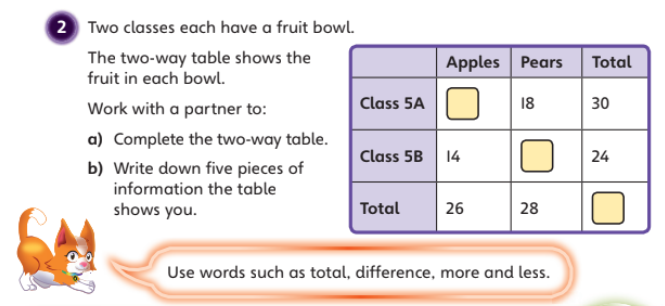 2 Two classes each have a fruit bowl.
The two-way table shows the
fruit in each bowl.
Work with a partner to:
a) Complete the two-way table.
b) Write down five pieces of
information the table
shows you.
Apples Pears Total
Class 5A 18 30
Class 5B 14 24
Total 26 28
Use words such as total, difference, more and less.